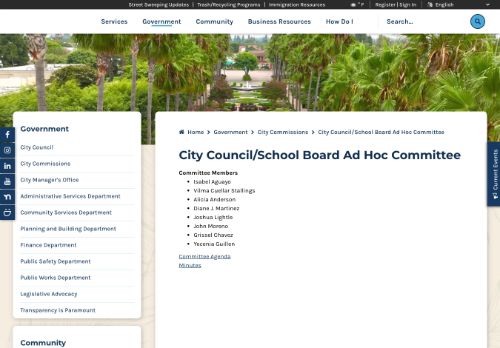 Street Sweeping Updates | Trash/Recycling Programs | Immigration Resources
° F
Register | Sign In
English
Services Government Community Business Resources How Do I
Search...
Home > Government > City Commissions > City Council/School Board Ad Hoc Committee
City Council/School Board Ad Hoc Committee
Committee Members
• Isabel Aguayo
• Vilma Cuellar Stallings
• Alicia Anderson
• Diane J. Martinez
• Joshua Lightle
• John Moreno
• Grissel Chavez
• Yecenia Guillen
Committee Agenda
Minutes
Government
City Council
City Commissions
City Manager's Office
Administrative Services Department
Community Services Department
Planning and Building Department
Finance Department
Public Safety Department
Public Works Department
Legislative Advocacy
Transparency is Paramount
Community
Current Events